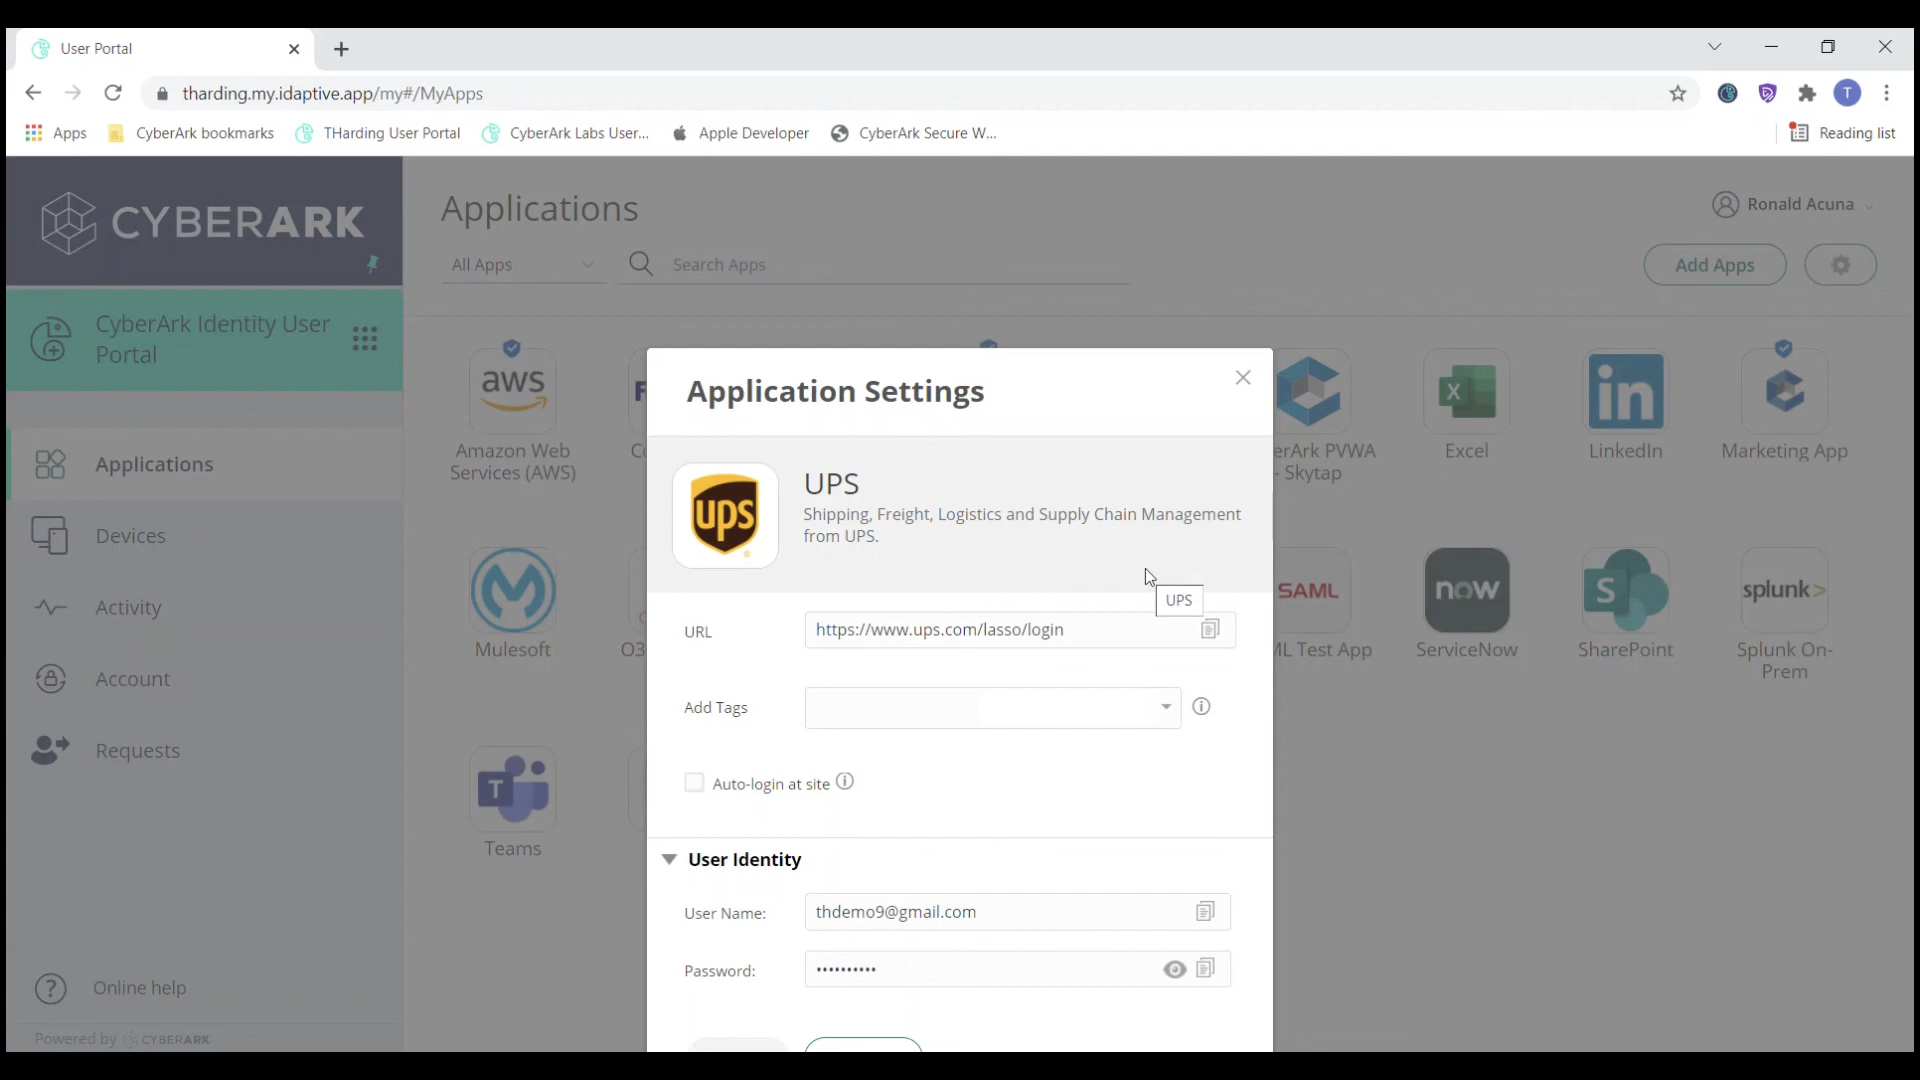 User Portal
tharding.my.idaptive.app/my#/MyApps
T
Apps
CyberArk bookmarks
THarding User Portal
CyberArk Labs User...
Apple Developer
CyberArk Secure W...
Reading list
CYBERARK
Applications
Ronald Acuna
All Apps
Search Apps
Add Apps
CyberArk Identity User
Portal
Applications
Devices
Activity
Account
Requests
Online help
Powered by CYBERARK
aws
Amazon Web
Services (AWS)
erArk PVWA
- Skytap
Excel
LinkedIn
in
X
Marketing App
Mulesoft
O3
SAML
ML Test App
now
ServiceNow
S
SharePoint
splunk>
Splunk On-
Prem
T
Teams
Application Settings
ups
UPS
Shipping, Freight, Logistics and Supply Chain Management
from UPS.
UPS
URL
https://www.ups.com/lasso/login
Add Tags
Auto-login at site
User Identity
User Name:
thdemo9@gmail.com
Password:
••••••••••